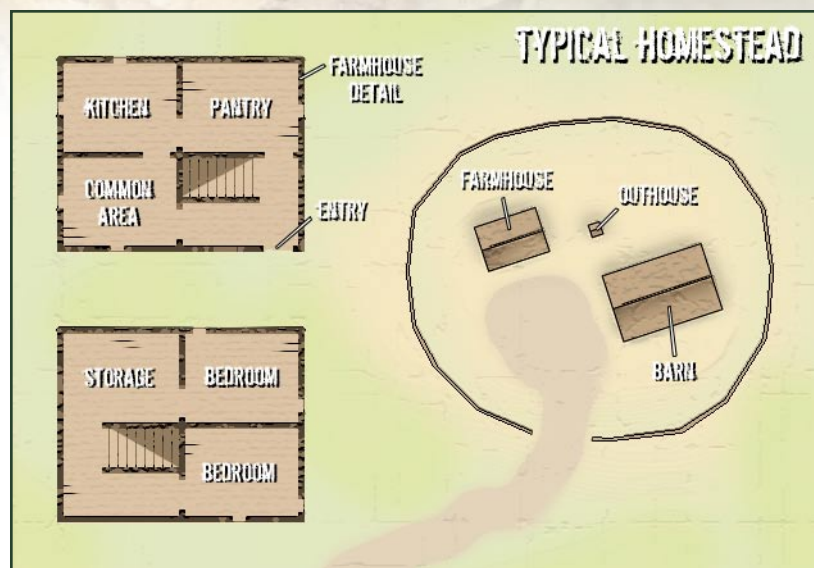 TYPICAL HOMESTEAD
FARMHOUSE
DETAIL
KITCHEN
PANTRY
COMMON
AREA
ENTRY
FARMHOUSE
OUTHOUSE
BARN
STORAGE
BEDROOM
BEDROOM